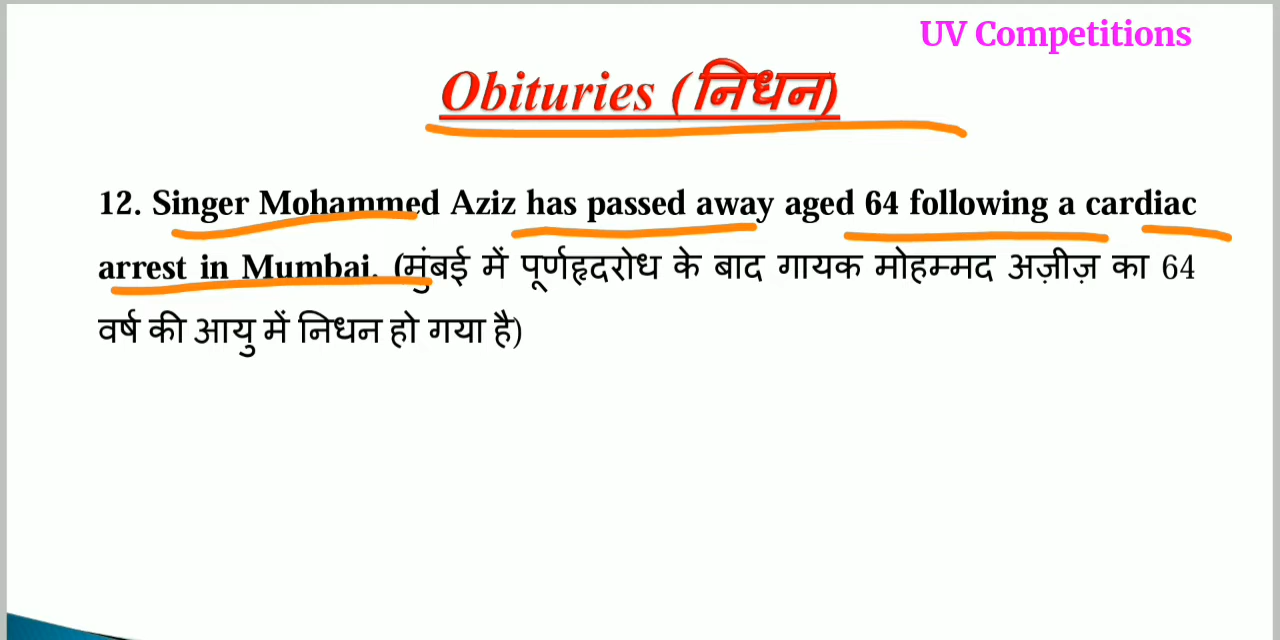 UV Competitions
Obituries (निधन)
12. Singer Mohammed Aziz has passed away aged 64 following a cardiac
arrest in Mumbai. (मुंबई में पूर्णहृदरोध के बाद गायक मोहम्मद अज़ीज़ का 64
वर्ष की आयु में निधन हो गया है)